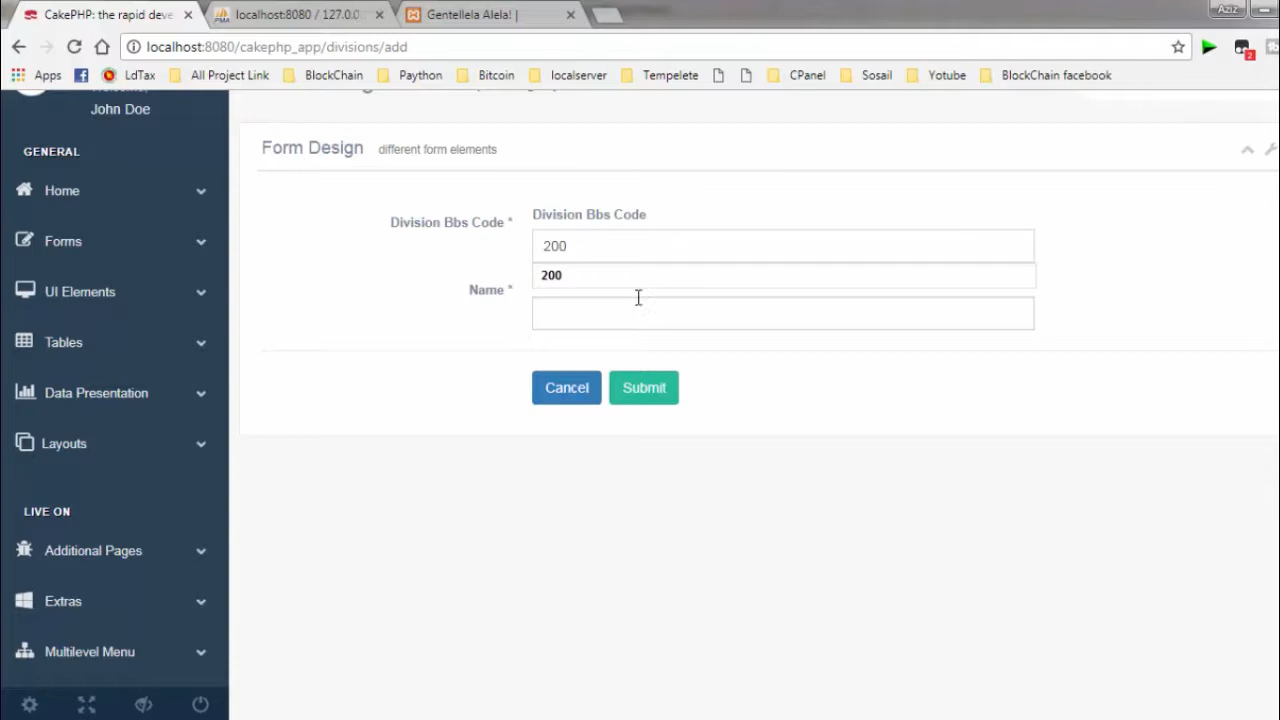 CakePHP: the rapid deve
localhost:8080 / 127.0.0
Gentellela Alela! |
Aziz
localhost:8080/cakephp_app/divisions/add
2
Apps
LdTax
All Project Link
BlockChain
Paython
Bitcoin
localserver
Tempelete
CPanel
Sosail
Yotube
BlockChain facebook
John Doe
GENERAL
Home
Forms
UI Elements
Tables
Data Presentation
Layouts
LIVE ON
Additional Pages
Extras
Multilevel Menu
Form Design different form elements
Division Bbs Code *
Division Bbs Code
200
200
Name *
Cancel
Submit